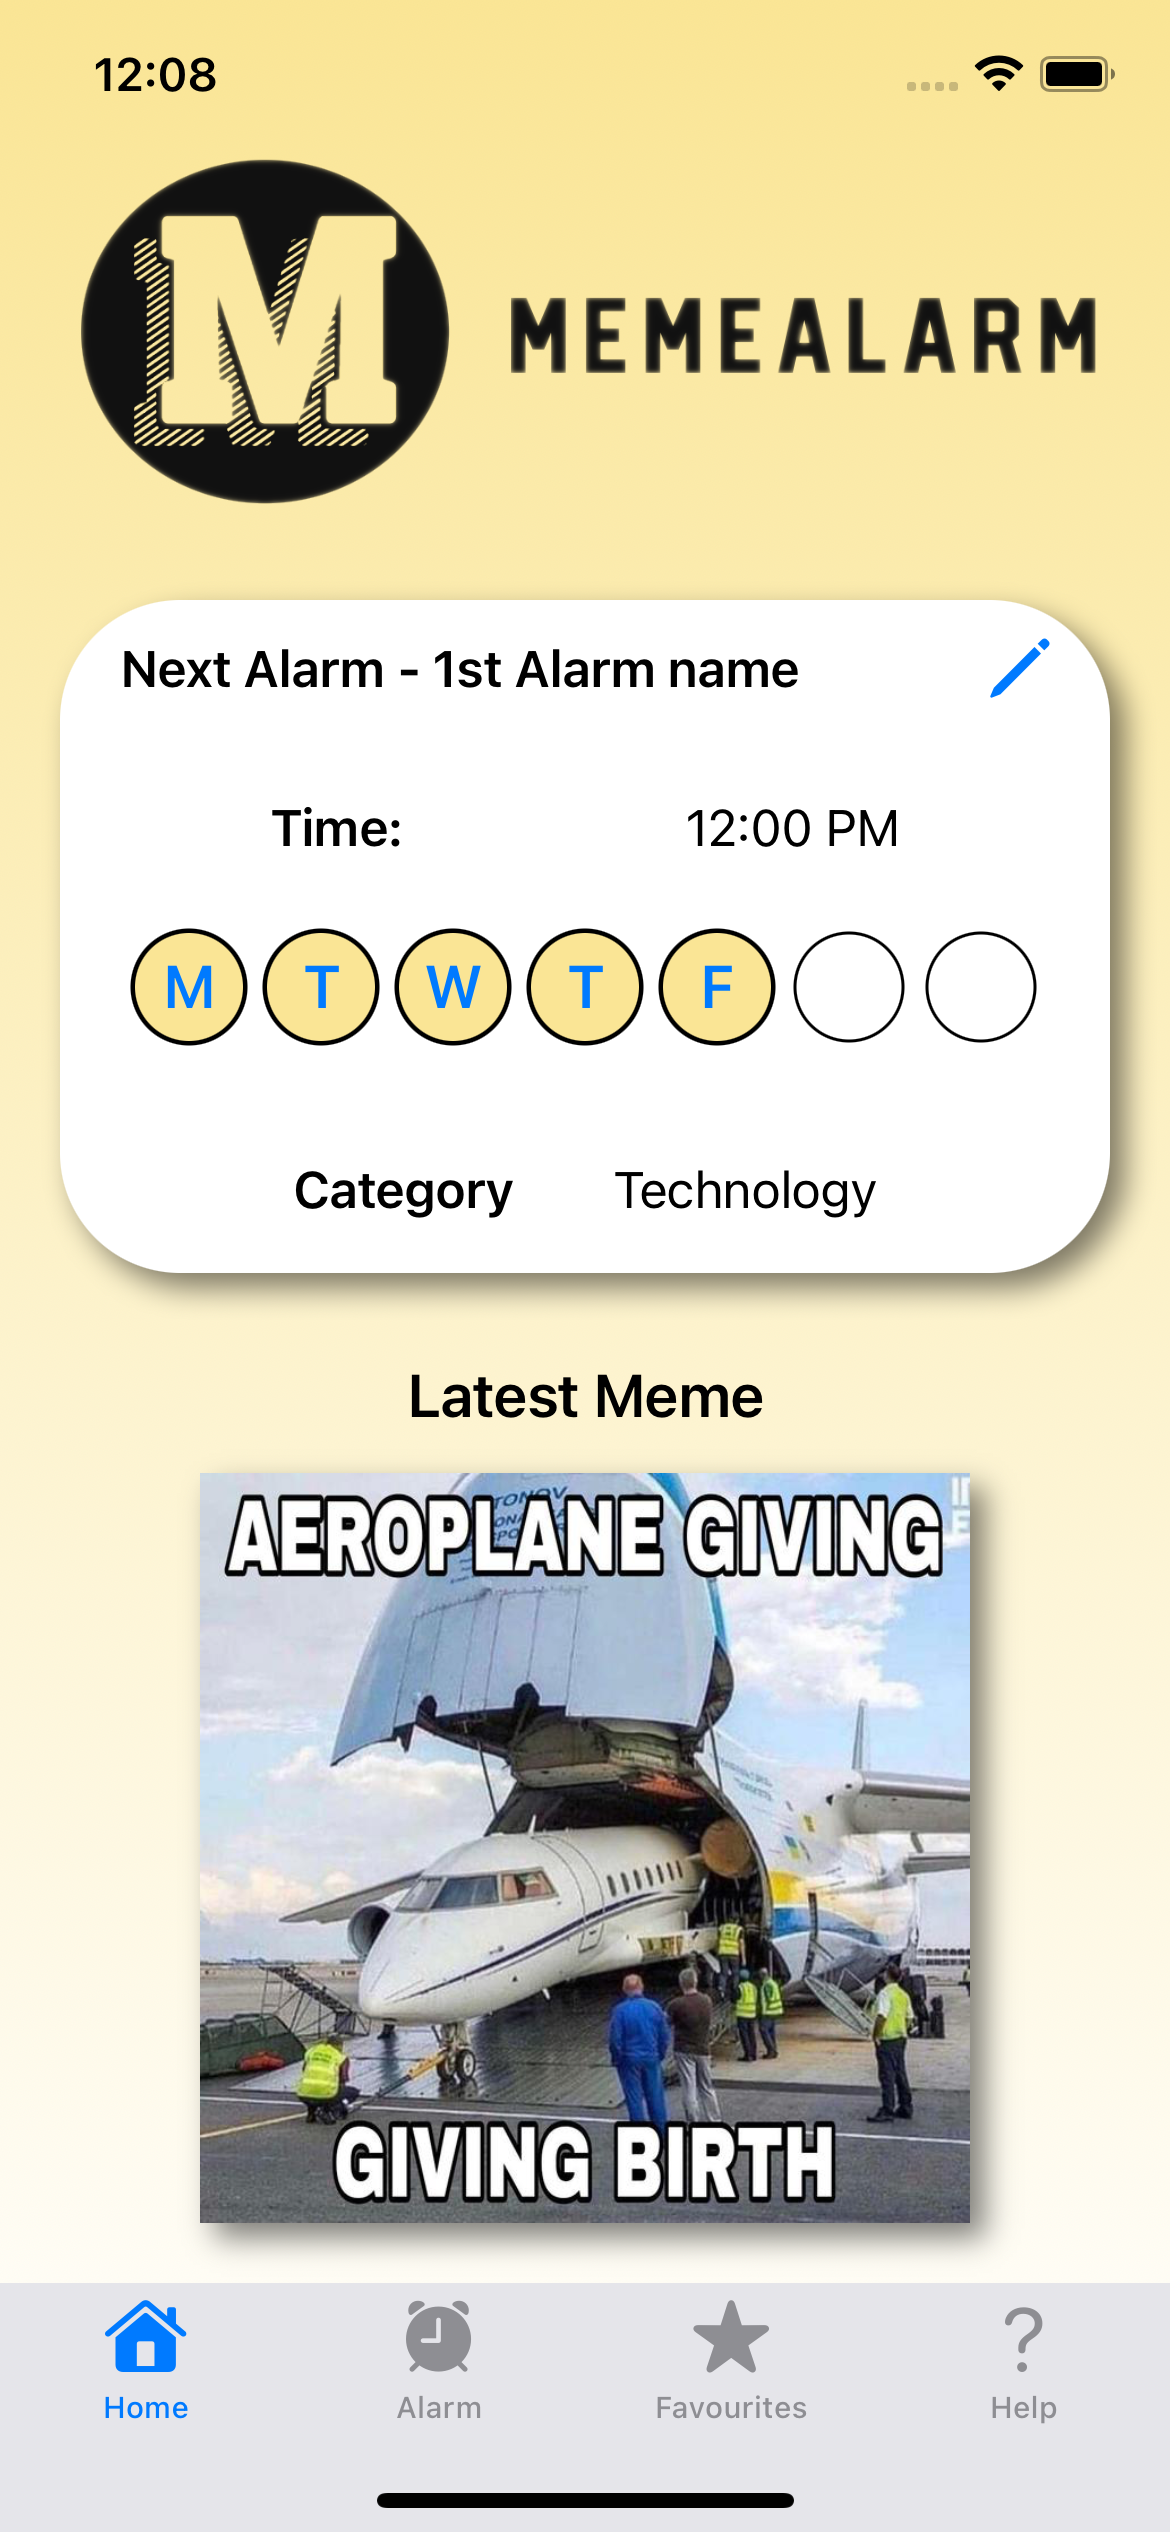 12:08
M
MEMEALARM
Next Alarm - 1st Alarm name
Time: 12:00 PM
M T W T F
Category Technology
Latest Meme
AEROPLANE GIVING
GIVING BIRTH
Home Alarm Favourites Help